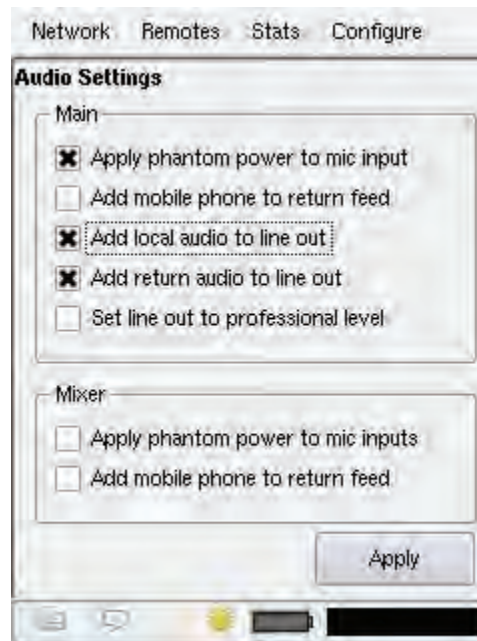 Network Remotes Stats Configure
Audio Settings
Main
Apply phantom power to mic input
Add mobile phone to return feed
Add local audio to line out
Add return audio to line out
Set line out to professional level
Mixer
Apply phantom power to mic inputs
Add mobile phone to return feed
Apply